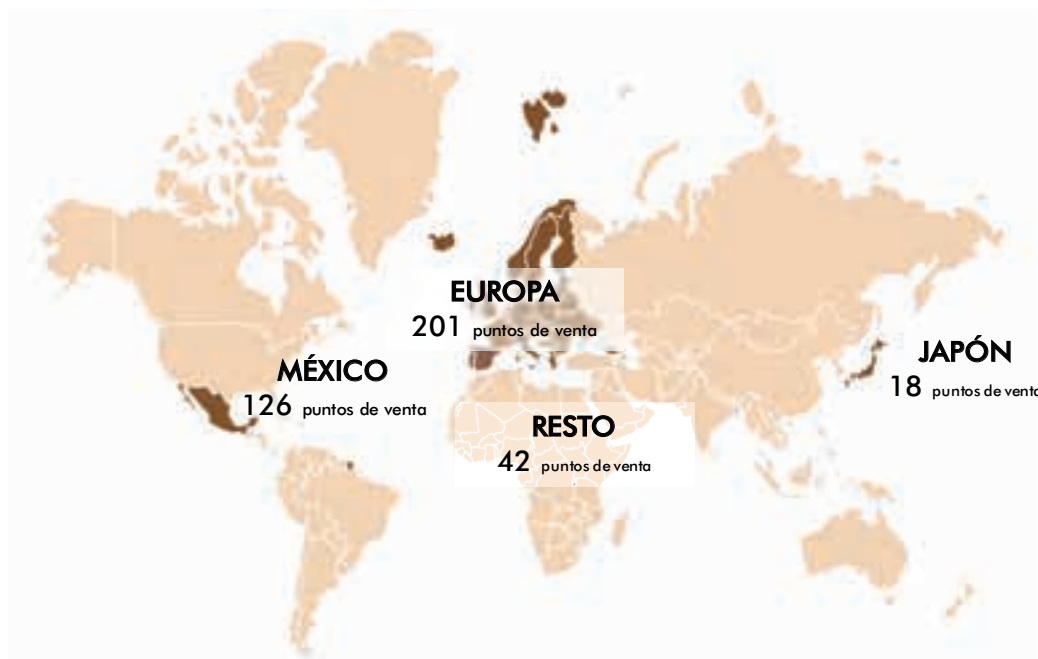 EUROPA
201 puntos de venta
MÉXICO
126 puntos de venta
JAPÓN
18 puntos de venta
RESTO
42 puntos de venta